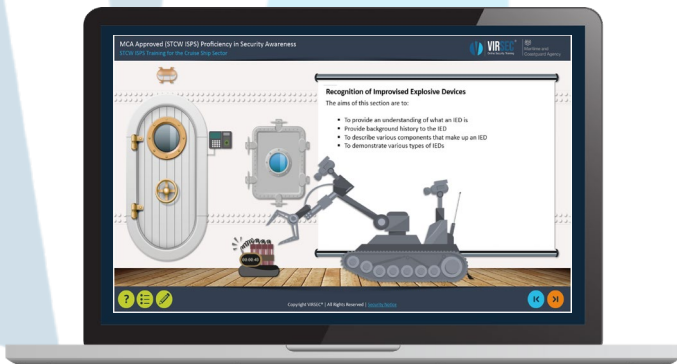 MCA Approved (STCW ISPS) Proficiency in Security Awareness
STCW ISPS Training for the Cruise Ship Sector
VIRSEC®
Maritime and
Coastguard Agency
Recognition of Improvised Explosive Devices
The aims of this section are to:
• To provide an understanding of what an IED is
• Provide background history to the IED
• To describe various components that make up an IED
• To demonstrate various types of IEDs
?
Copyright VIRSEC® | All Rights Reserved | Security Notice